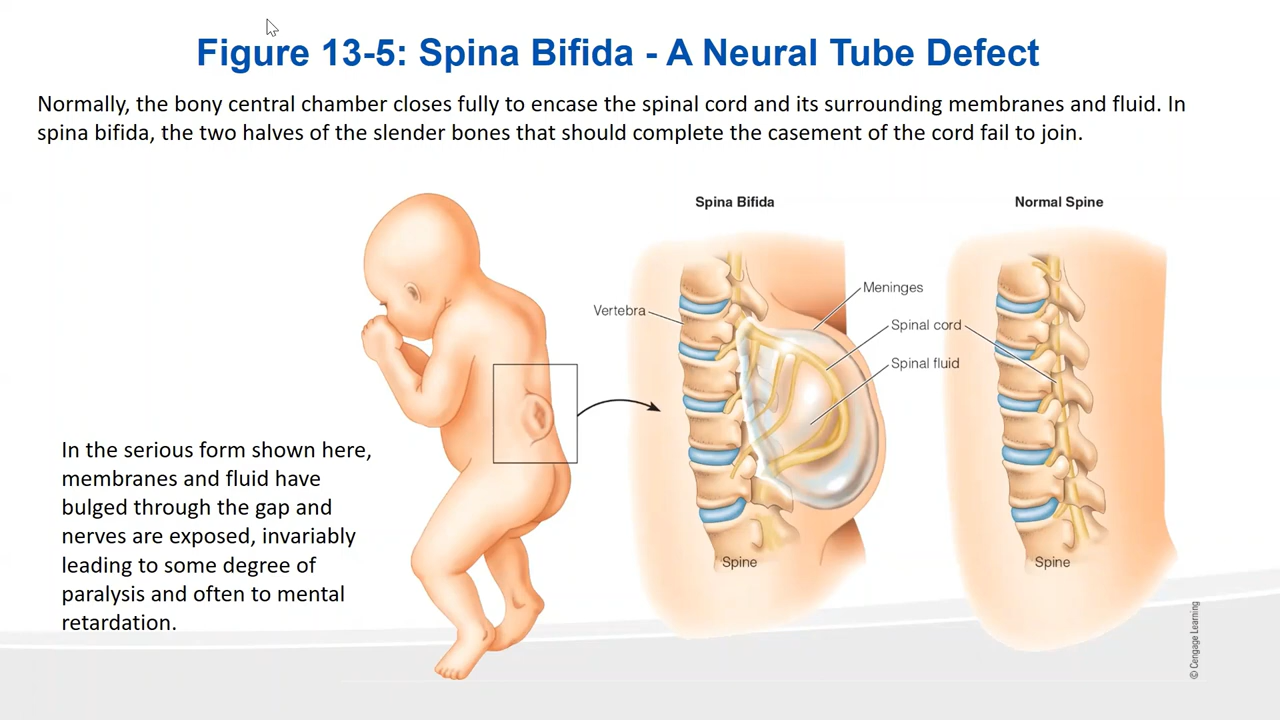 Figure 13-5: Spina Bifida - A Neural Tube Defect
Normally, the bony central chamber closes fully to encase the spinal cord and its surrounding membranes and fluid. In
spina bifida, the two halves of the slender bones that should complete the casement of the cord fail to join.
Spina Bifida
Normal Spine
Meninges
Vertebra
Spinal cord
Spinal fluid
In the serious form shown here,
membranes and fluid have
bulged through the gap and
nerves are exposed, invariably
leading to some degree of
paralysis and often to mental
retardation.
Spine
Spine
© Cengage Learning